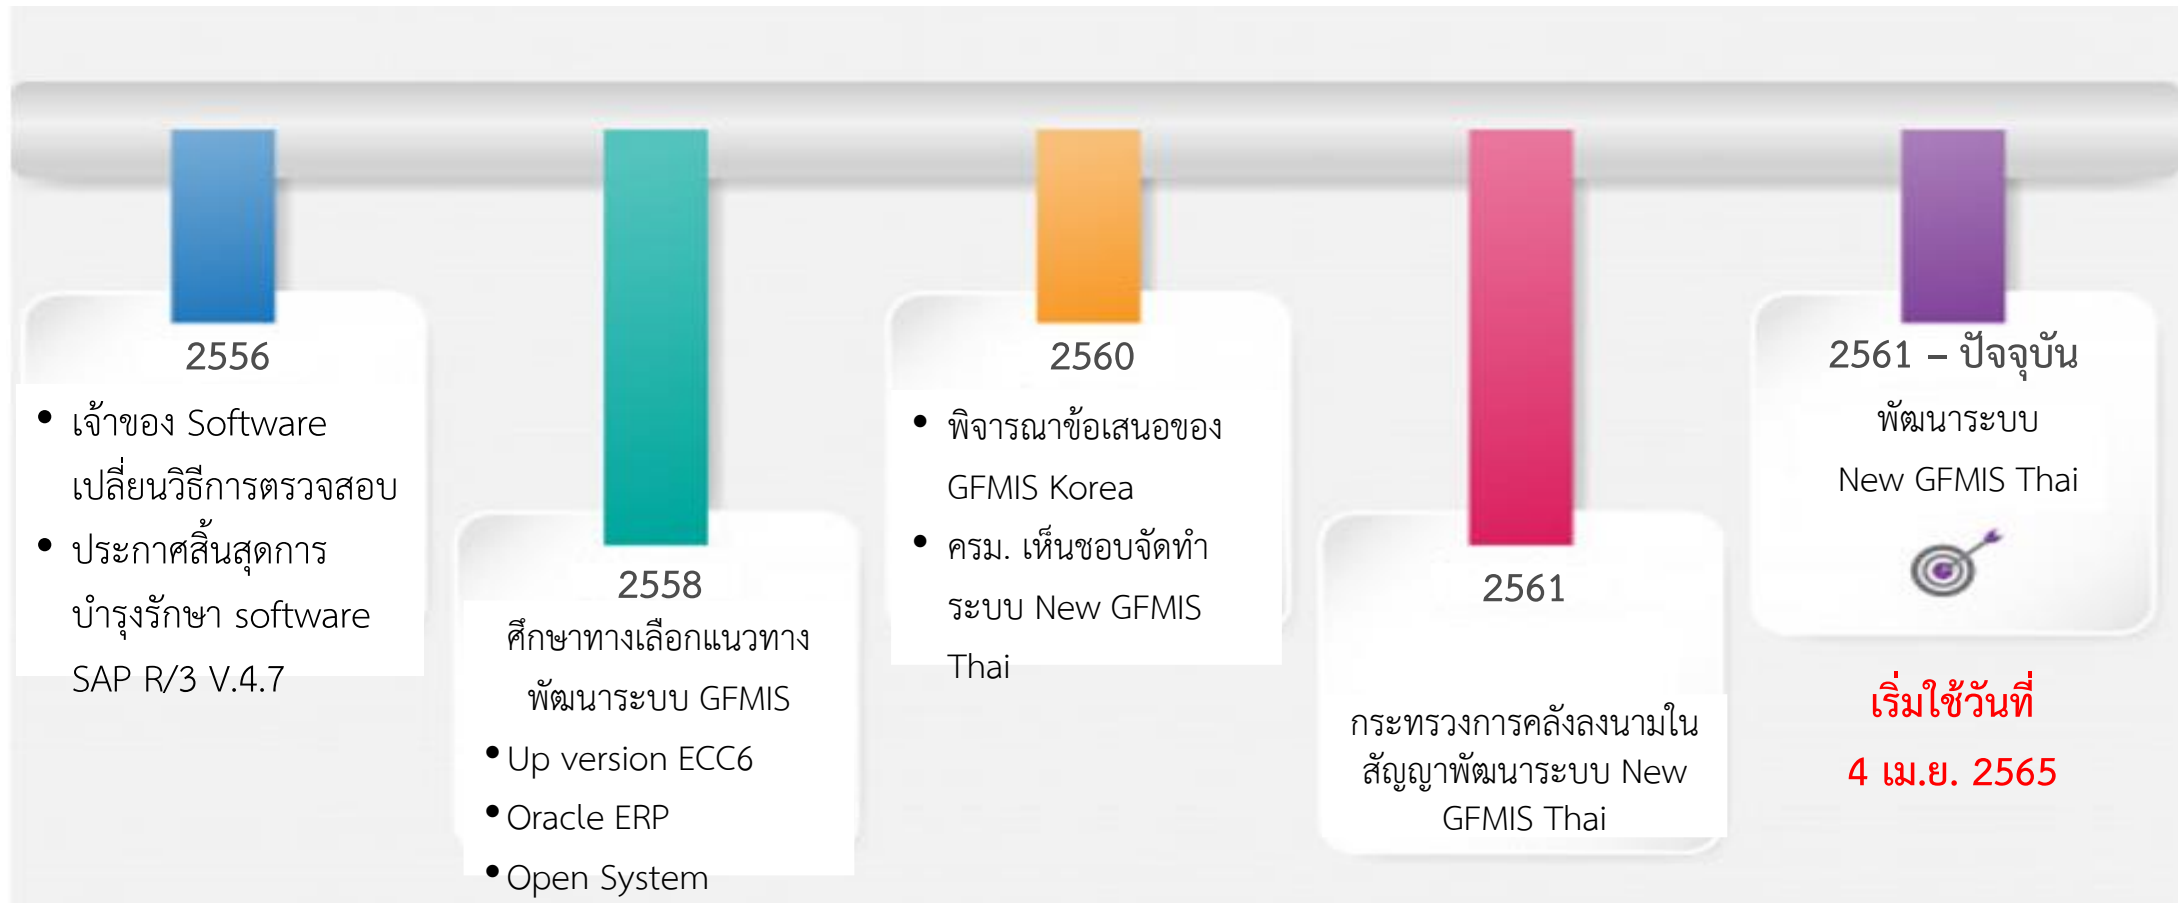 2556
• เจ้าของ Software
เปลี่ยนวิธีการตรวจสอบ
• ประกาศสิ้นสุดการ
บำรุงรักษา software
SAP R/3 V.4.7
2558
ศึกษาทางเลือกแนวทาง
พัฒนาระบบ GFMIS
• Up version ECC6
• Oracle ERP
• Open System
2560
• พิจารณาข้อเสนอของ
GFMIS Korea
• ครม. เห็นชอบจัดทำ
ระบบ New GFMIS
Thai
2561
กระทรวงการคลังลงนามใน
สัญญาพัฒนาระบบ New
GFMIS Thai
2561 – ปัจจุบัน
พัฒนาระบบ
New GFMIS Thai
เริ่มใช้วันที่
4 เม.ย. 2565